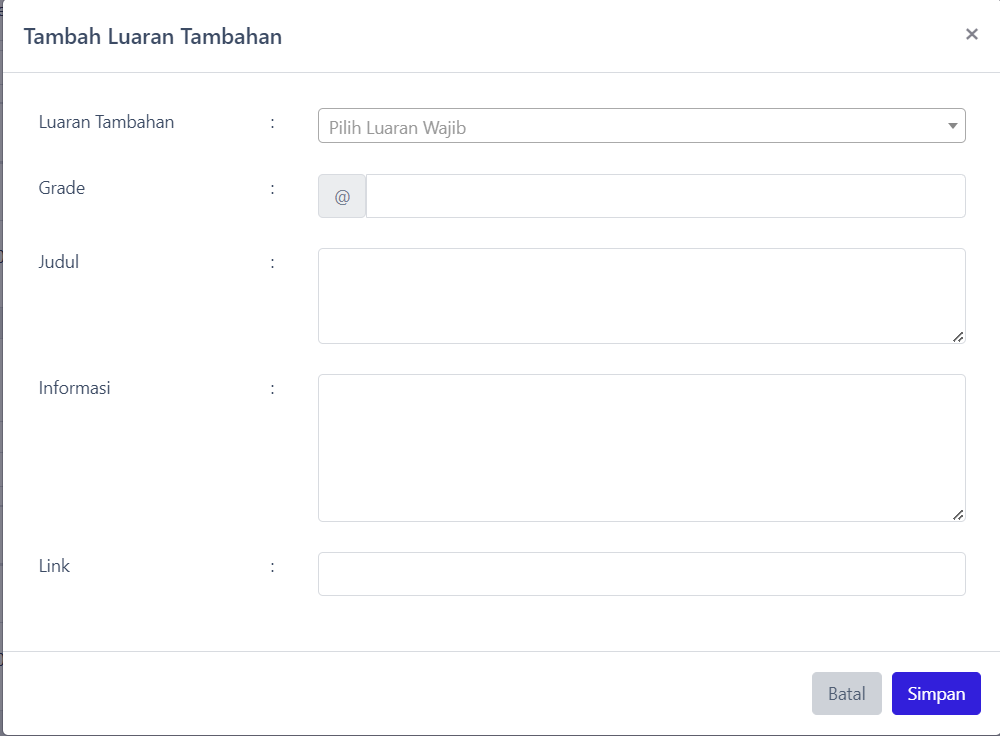 Tambah Luaran Tambahan ×
Luaran Tambahan : Pilih Luaran Wajib
Grade : @
Judul :
Informasi :
Link :
Batal Simpan